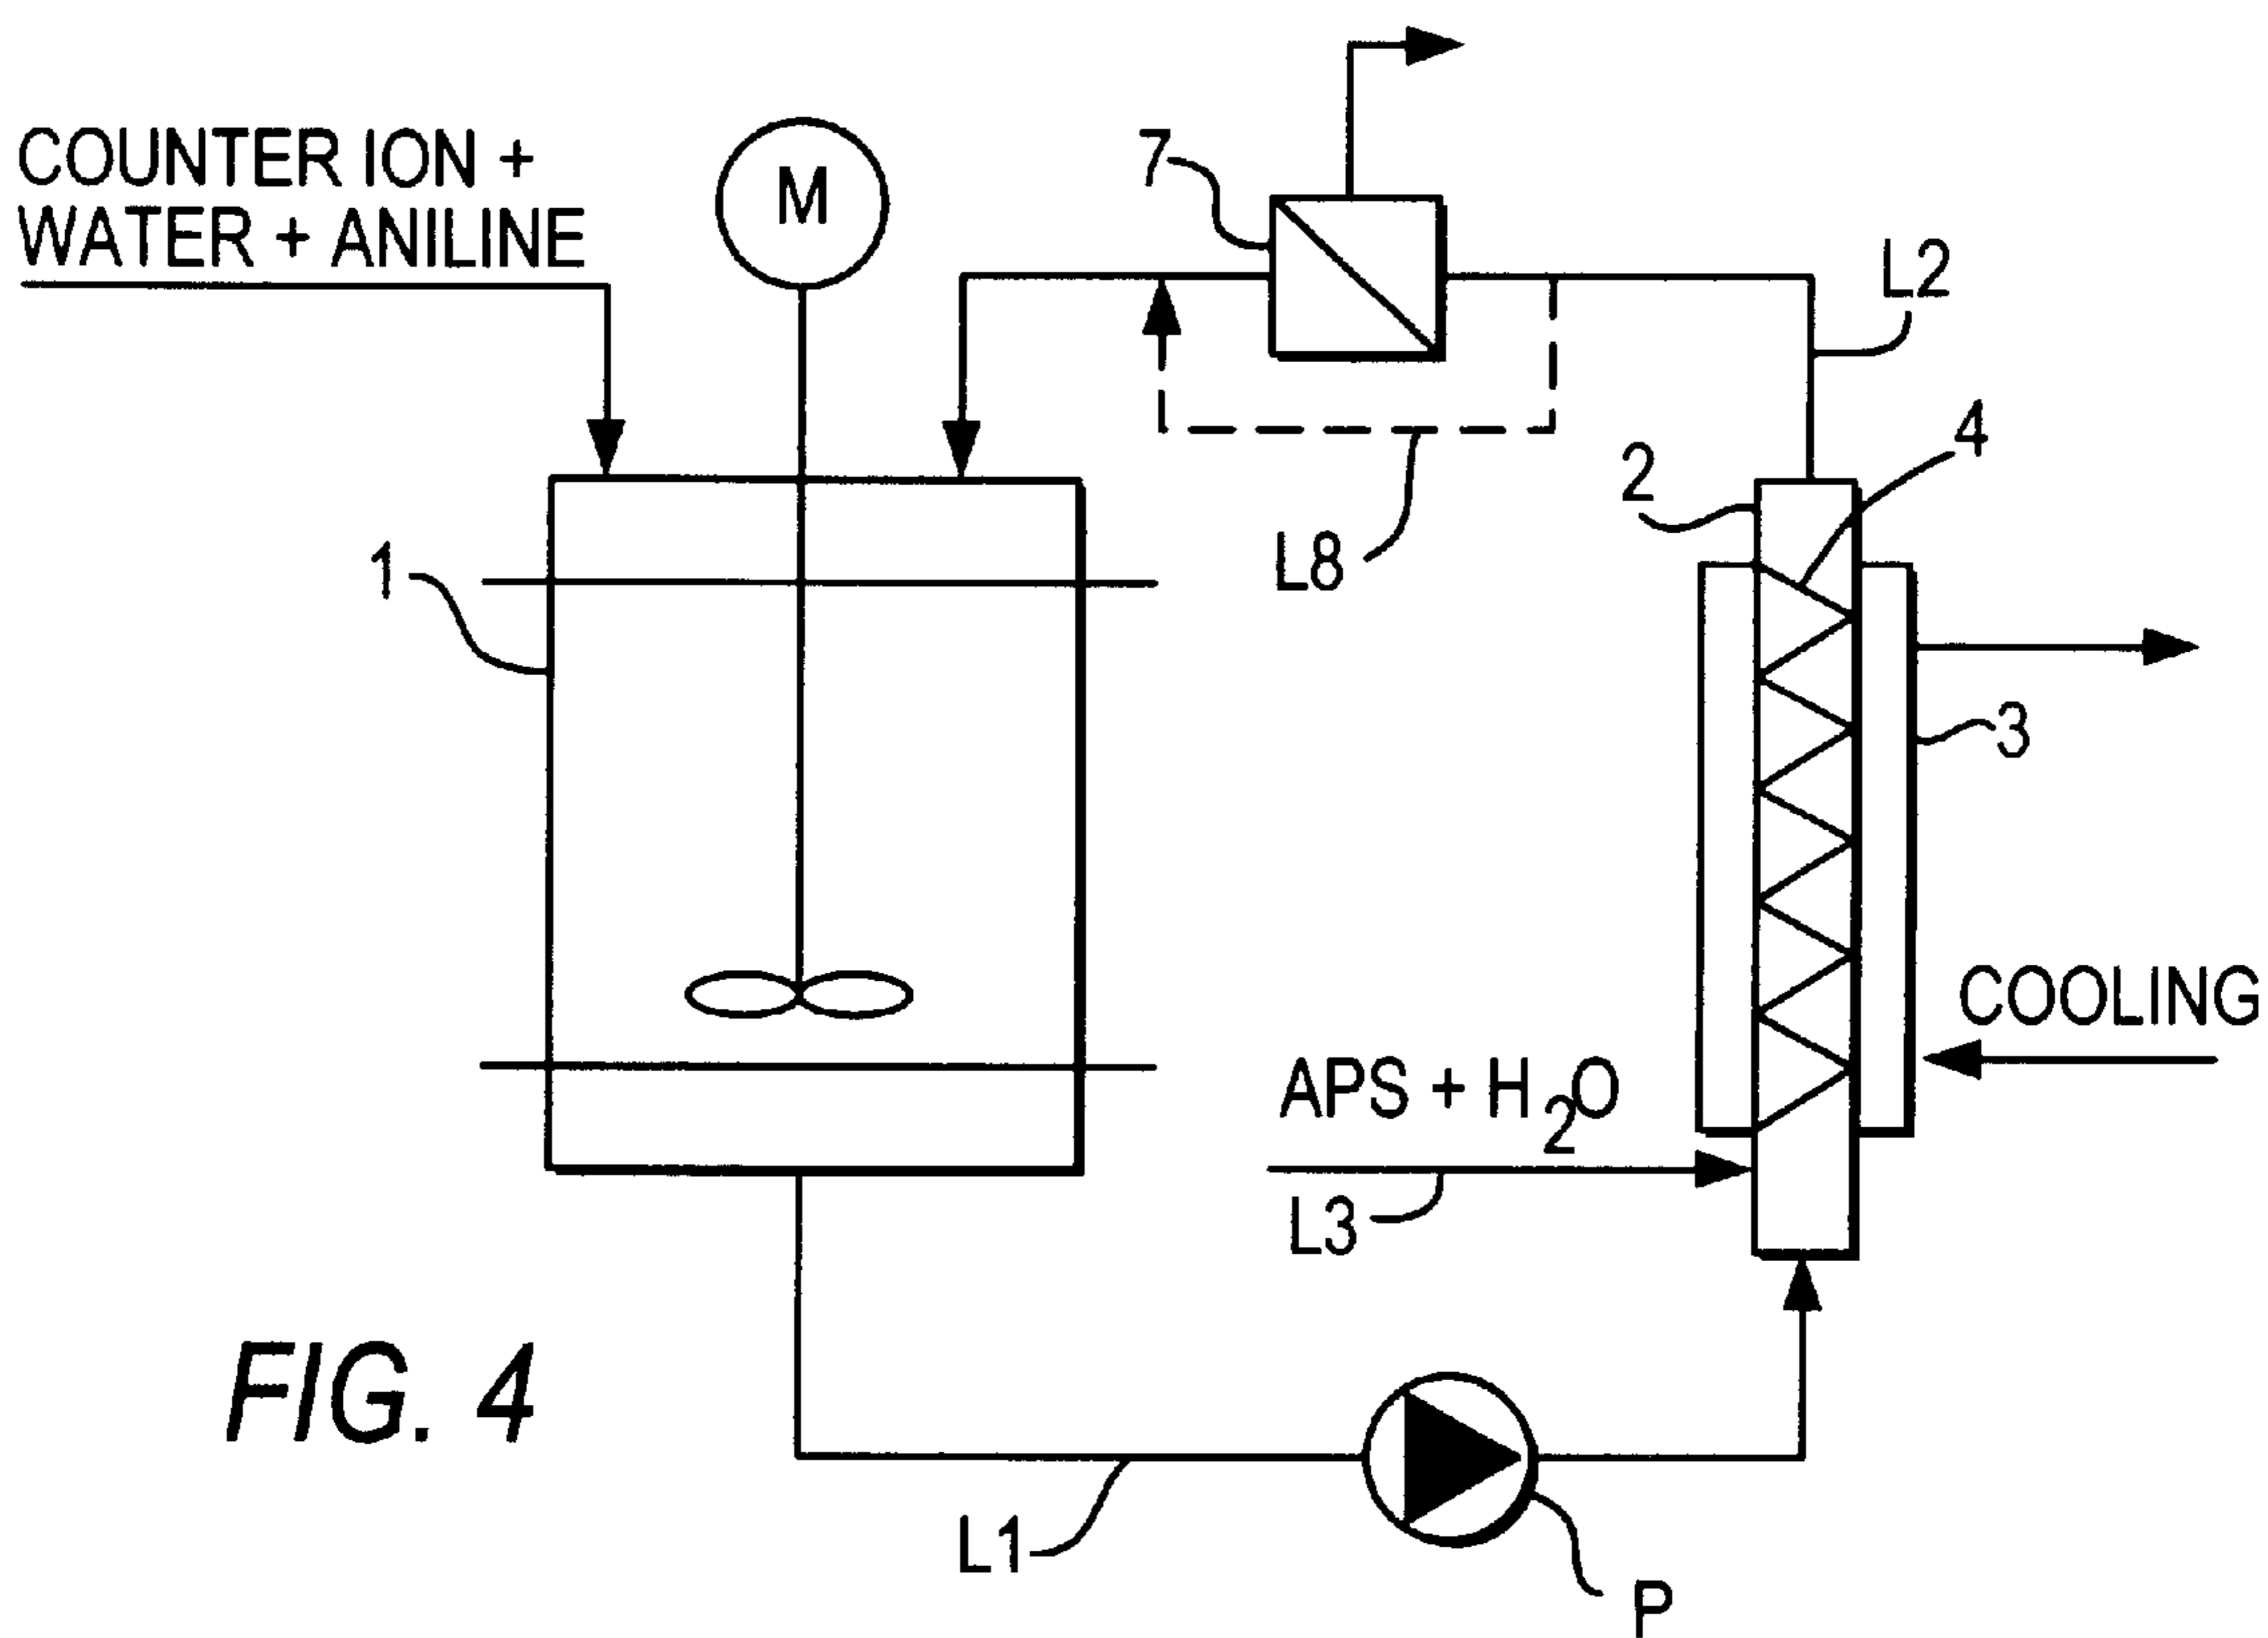 COUNTER ION +
WATER + ANILINE
M
7
L2
4
2
L8
1
3
COOLING
APS + H2O
L3
FIG. 4
L1
P